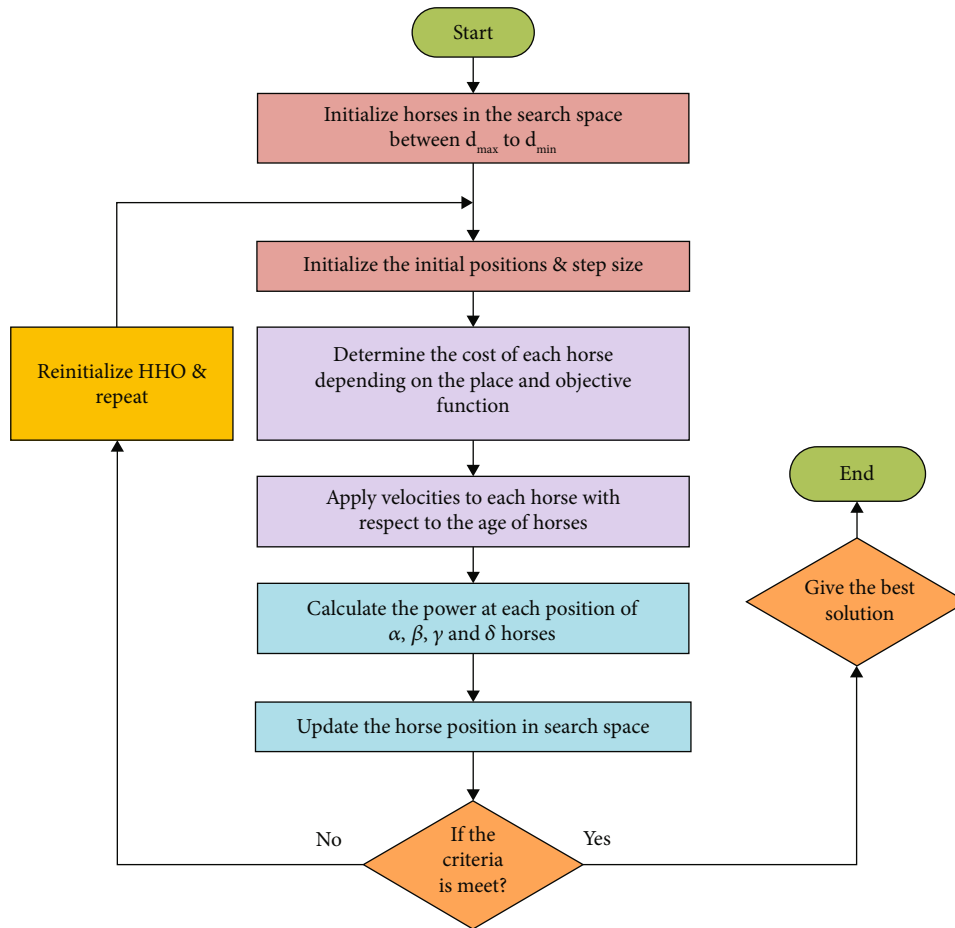 Start
Initialize horses in the search space
between d_max to d_min
Initialize the initial positions & step size
Reinitialize HHO &
repeat
Determine the cost of each horse
depending on the place and objective
function
Apply velocities to each horse with
respect to the age of horses
Calculate the power at each position of
α, β, γ and δ horses
Update the horse position in search space
If the
criteria
is meet?
No
Yes
Give the best
solution
End